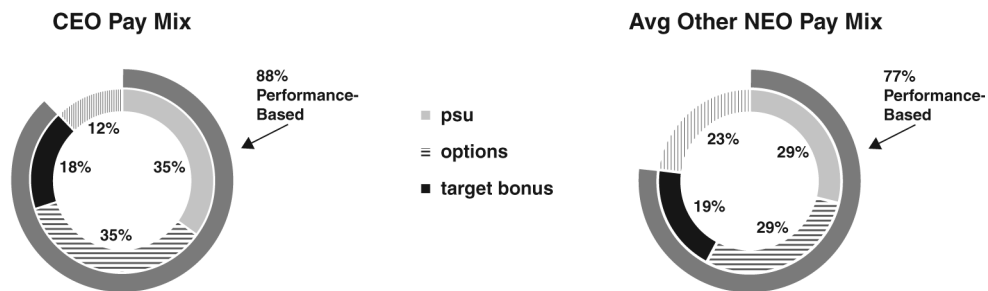 CEO Pay Mix
88%
Performance-
Based
12%
18%
35%
35%
psu
options
target bonus
Avg Other NEO Pay Mix
77%
Performance-
Based
23%
29%
19%
29%